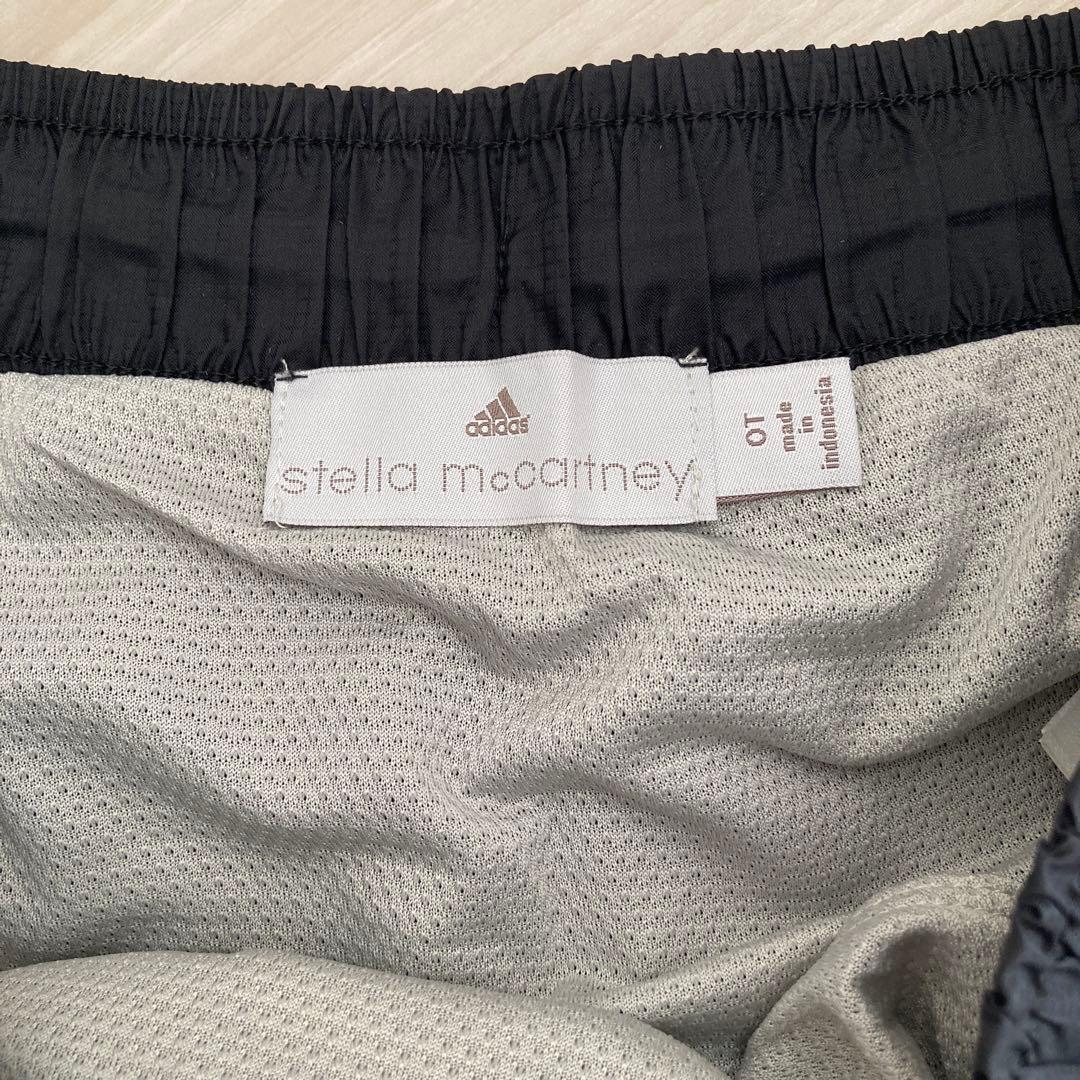 adidas
stella mccartney
OT
made
in
indonesia